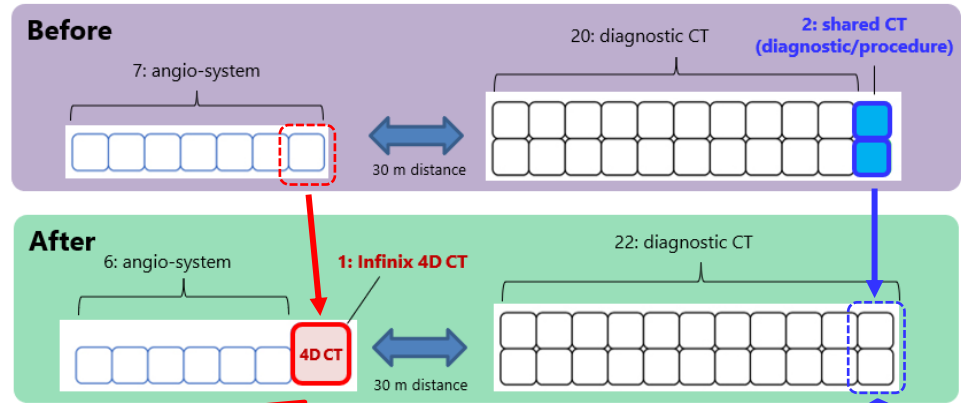 Before
7: angio-system
20: diagnostic CT
2: shared CT
(diagnostic/procedure)
30 m distance
After
6: angio-system
1: Infinix 4D CT
22: diagnostic CT
4D CT
30 m distance